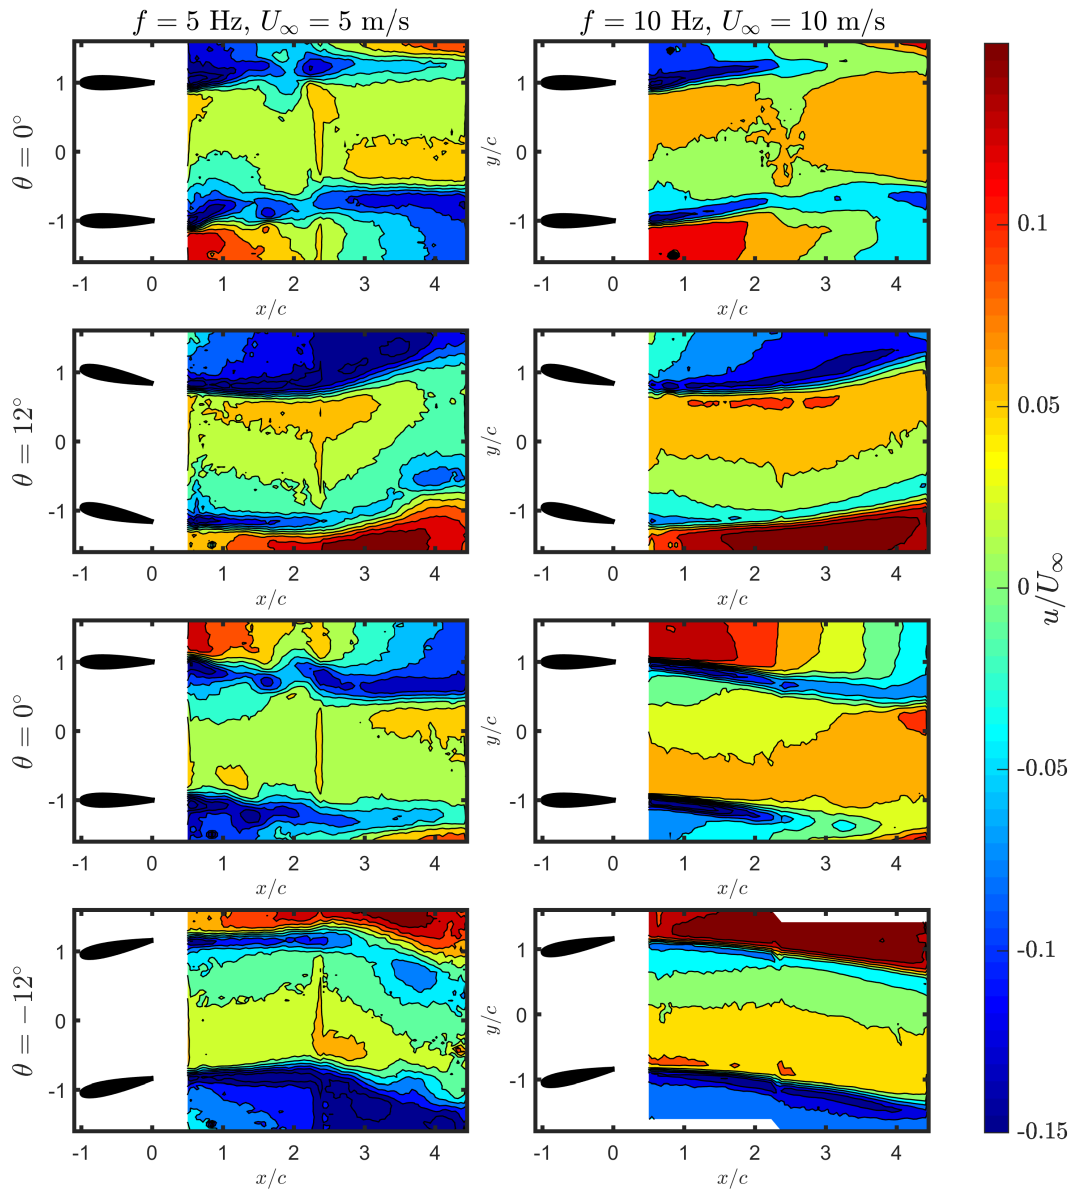 f = 5 Hz, U∞ = 5 m/s
f = 10 Hz, U∞ = 10 m/s
θ = 0°
1
0
-1
-1 0 1 2 3 4
x/c
y/c
1
0
-1
-1 0 1 2 3 4
x/c
θ = 12°
1
0
-1
-1 0 1 2 3 4
x/c
y/c
1
0
-1
-1 0 1 2 3 4
x/c
θ = 0°
1
0
-1
-1 0 1 2 3 4
x/c
y/c
1
0
-1
-1 0 1 2 3 4
x/c
θ = −12°
1
0
-1
-1 0 1 2 3 4
x/c
y/c
1
0
-1
-1 0 1 2 3 4
x/c
0.1
0.05
0
-0.05
-0.1
-0.15
u/U∞